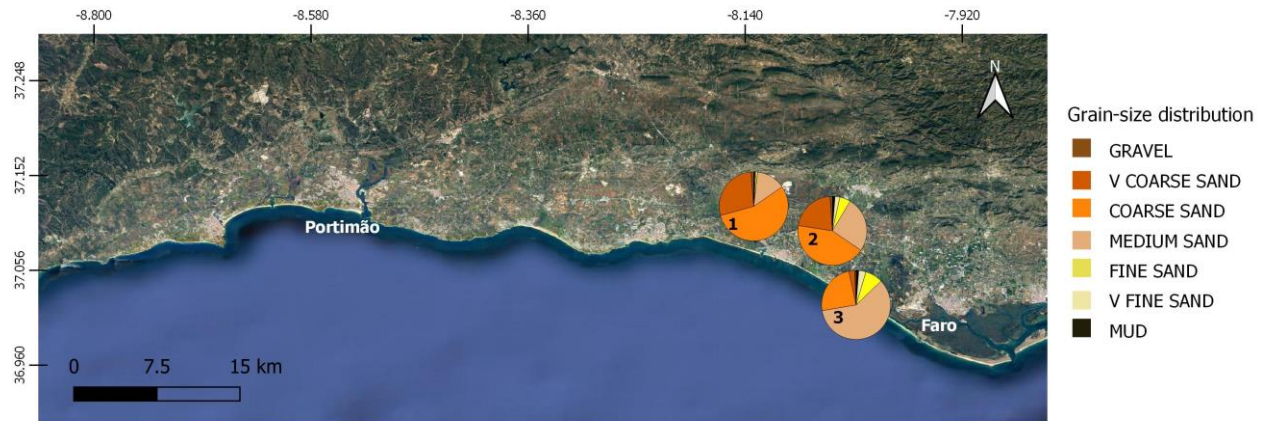 -8.800 -8.580 -8.360 -8.140 -7.920
37.248
37.152
37.056
36.960
N
Portimão
1
2
3
Faro
0 7.5 15 km
Grain-size distribution
GRAVEL
V COARSE SAND
COARSE SAND
MEDIUM SAND
FINE SAND
V FINE SAND
MUD